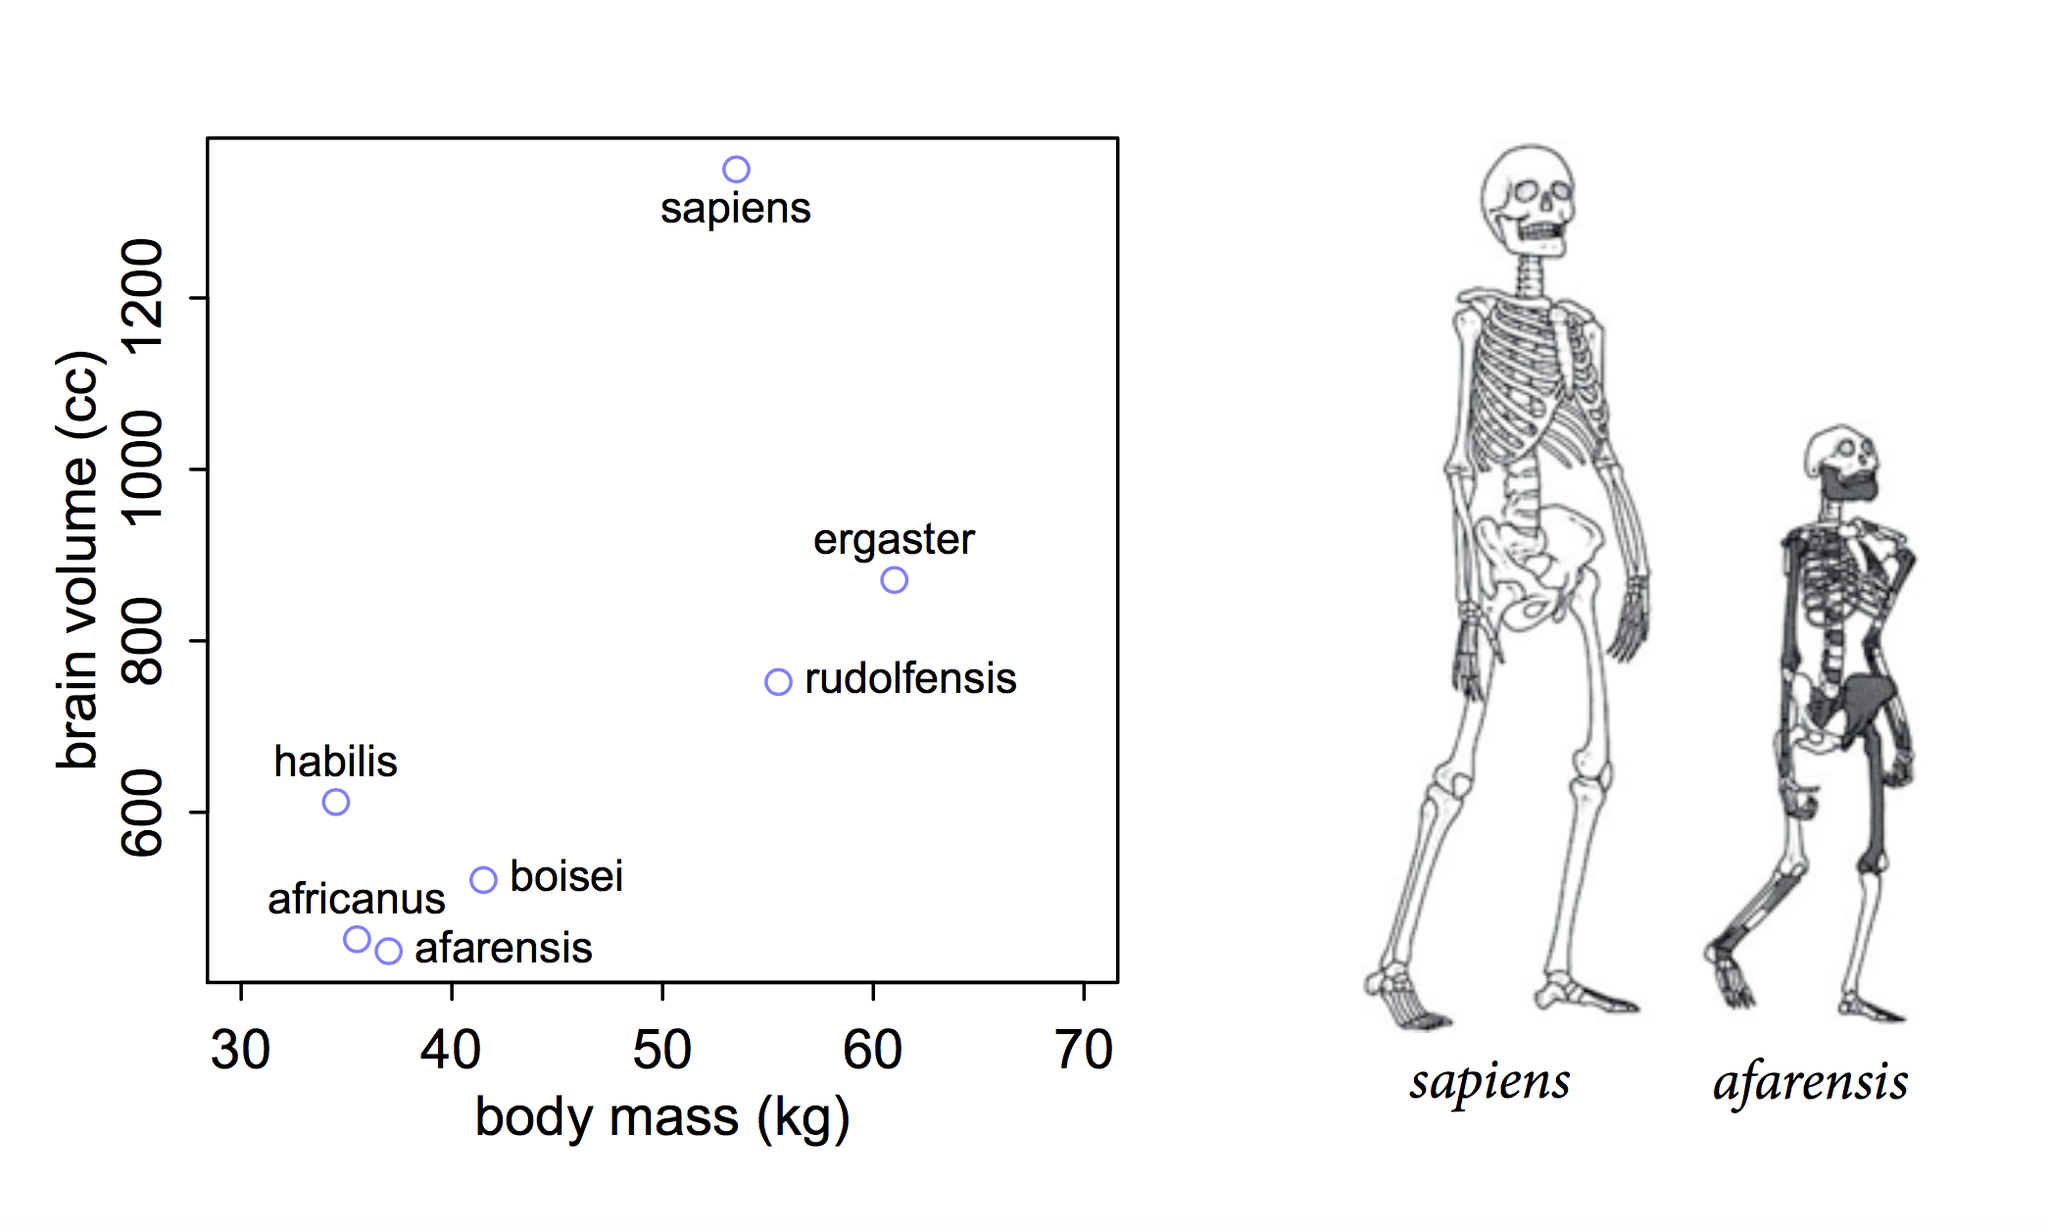 sapiens
ergaster
rudolfensis
habilis
boisei
africanus
afarensis
brain volume (cc)
1200
1000
800
600
30 40 50 60 70
body mass (kg)
sapiens
afarensis